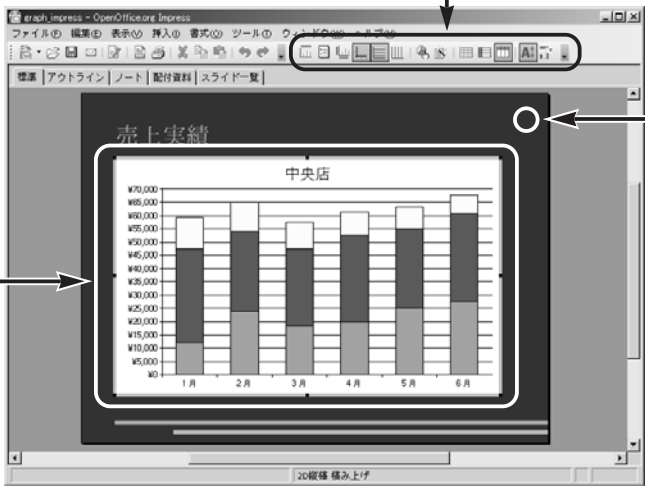 graph_impress - OpenOffice.org Impress
ファイル(F) 編集(E) 表示(V) 挿入(I) 書式(O) ツール(T) ウィンドウ(W) ヘルプ(H)
標準 アウトライン ノート 配付資料 スライド一覧
売上実績
中央店
¥70,000
¥65,000
¥60,000
¥55,000
¥50,000
¥45,000
¥40,000
¥35,000
¥30,000
¥25,000
¥20,000
¥15,000
¥10,000
¥5,000
¥0
1月 2月 3月 4月 5月 6月
2D縦棒 積み上げ